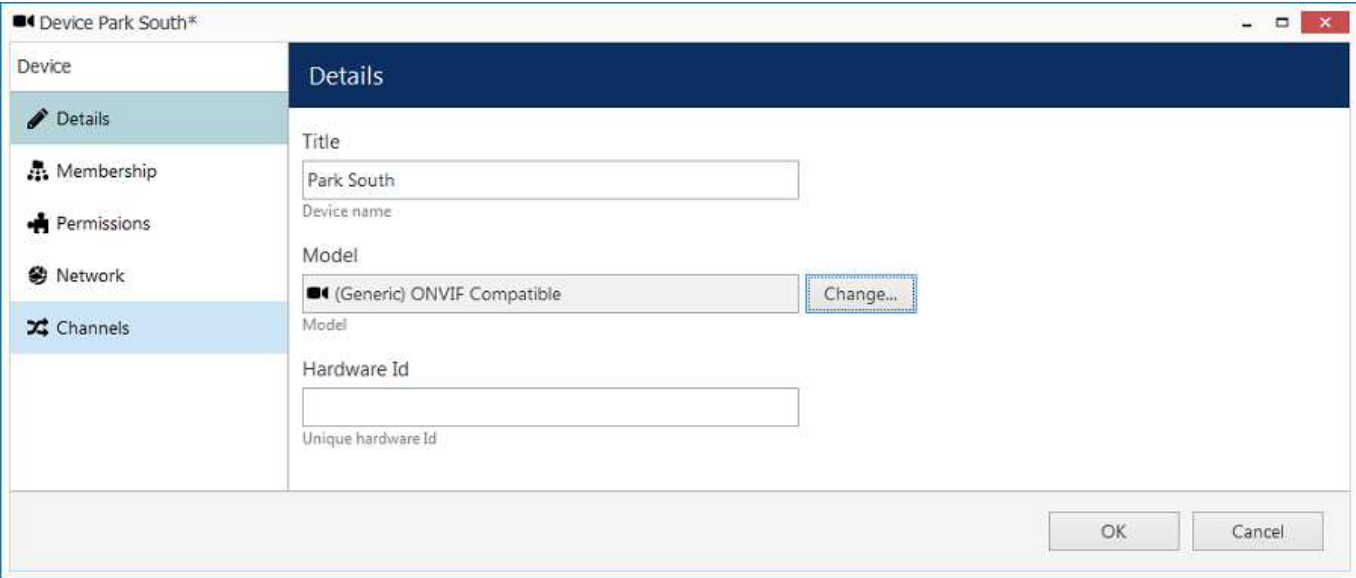 Device Park South*
Device
Details
Membership
Permissions
Network
Channels
Details
Title
Park South
Device name
Model
(Generic) ONVIF Compatible
Change...
Model
Hardware Id
Unique hardware Id
OK
Cancel